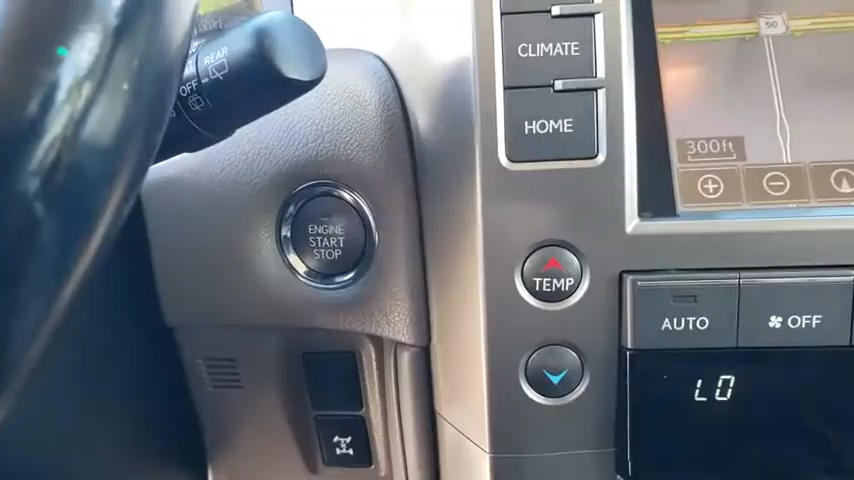 REAR
OFF
CLIMATE
HOME
50
300ft
ENGINE
START
STOP
TEMP
AUTO
OFF
LO